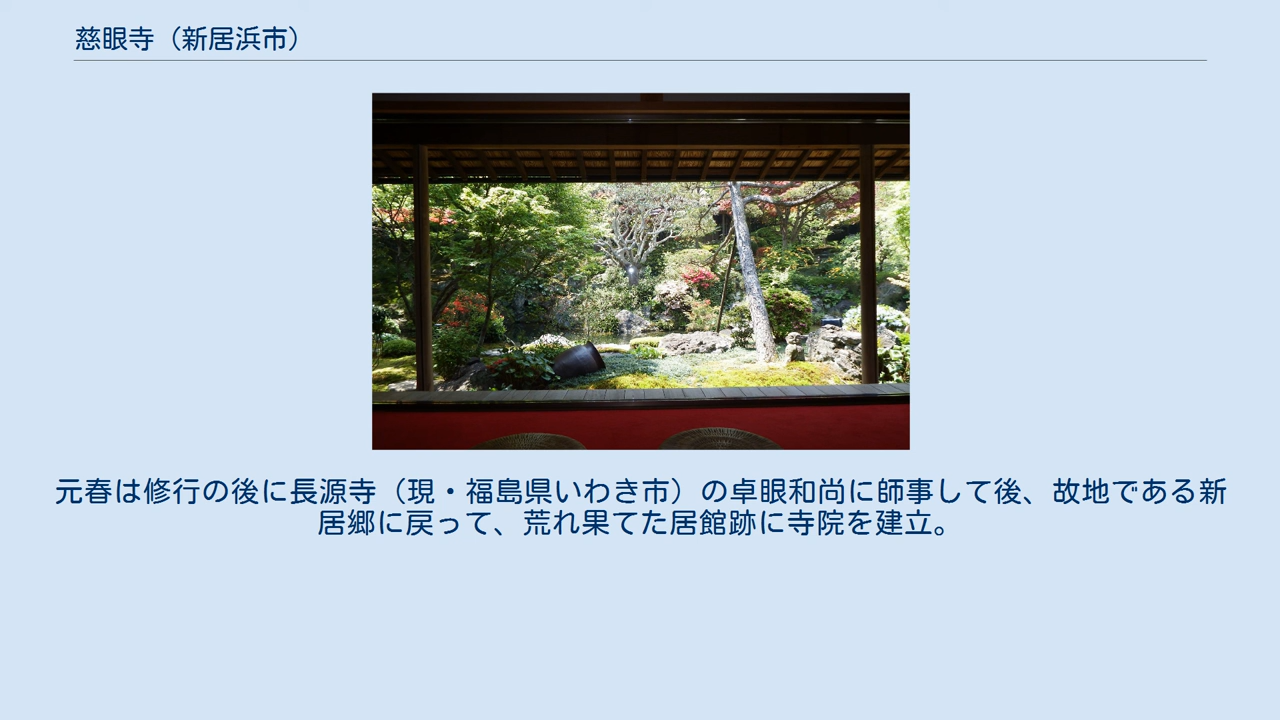 慈眼寺（新居浜市）
元春は修行の後に長源寺（現・福島県いわき市）の卓眼和尚に師事して後、故地である新
居郷に戻って、荒れ果てた居館跡に寺院を建立。